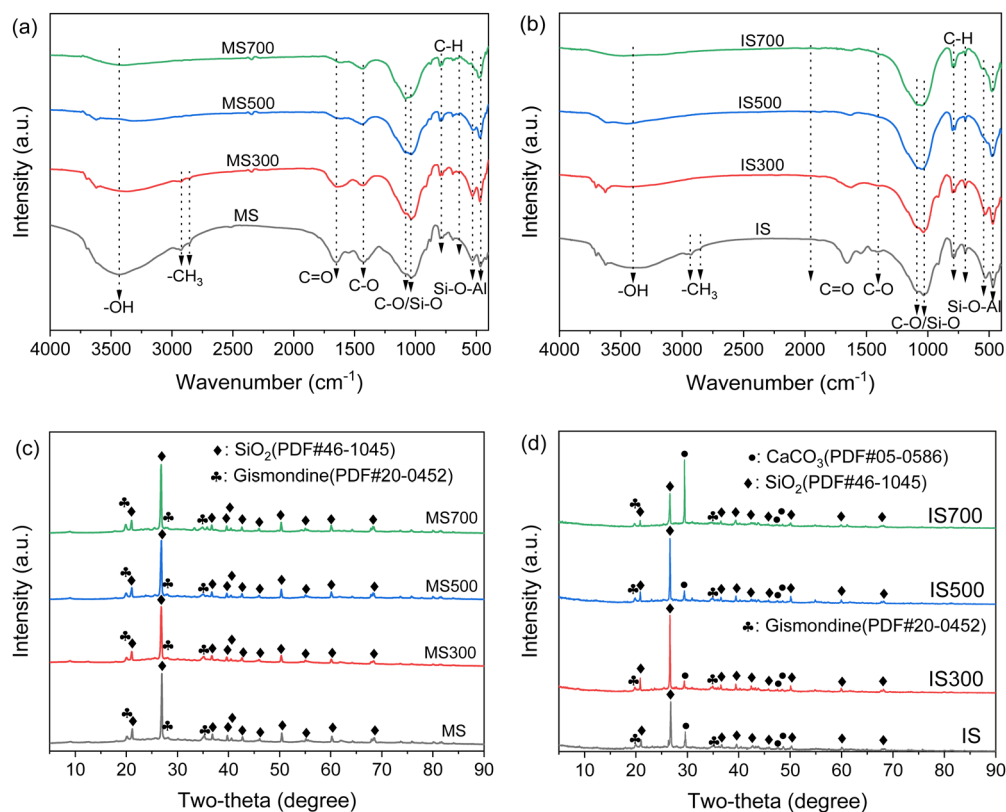 (a)
MS700
C-H
MS500
MS300
MS
-OH
-CH3
C=O
C-O
C-O/Si-O
Si-O-Al
Intensity (a.u.)
4000 3500 3000 2500 2000 1500 1000 500
Wavenumber (cm-1)
(b)
IS700
C-H
IS500
IS300
IS
-OH
-CH3
C=O
C-O
C-O/Si-O
Si-O-Al
Intensity (a.u.)
4000 3500 3000 2500 2000 1500 1000 500
Wavenumber (cm-1)
(c)
♦: SiO2(PDF#46-1045)
♣: Gismondine(PDF#20-0452)
MS700
MS500
MS300
MS
Intensity (a.u.)
10 20 30 40 50 60 70 80 90
Two-theta (degree)
(d)
●: CaCO3(PDF#05-0586)
♦: SiO2(PDF#46-1045)
IS700
IS500
♣: Gismondine(PDF#20-0452)
IS300
IS
Intensity (a.u.)
10 20 30 40 50 60 70 80 90
Two-theta (degree)